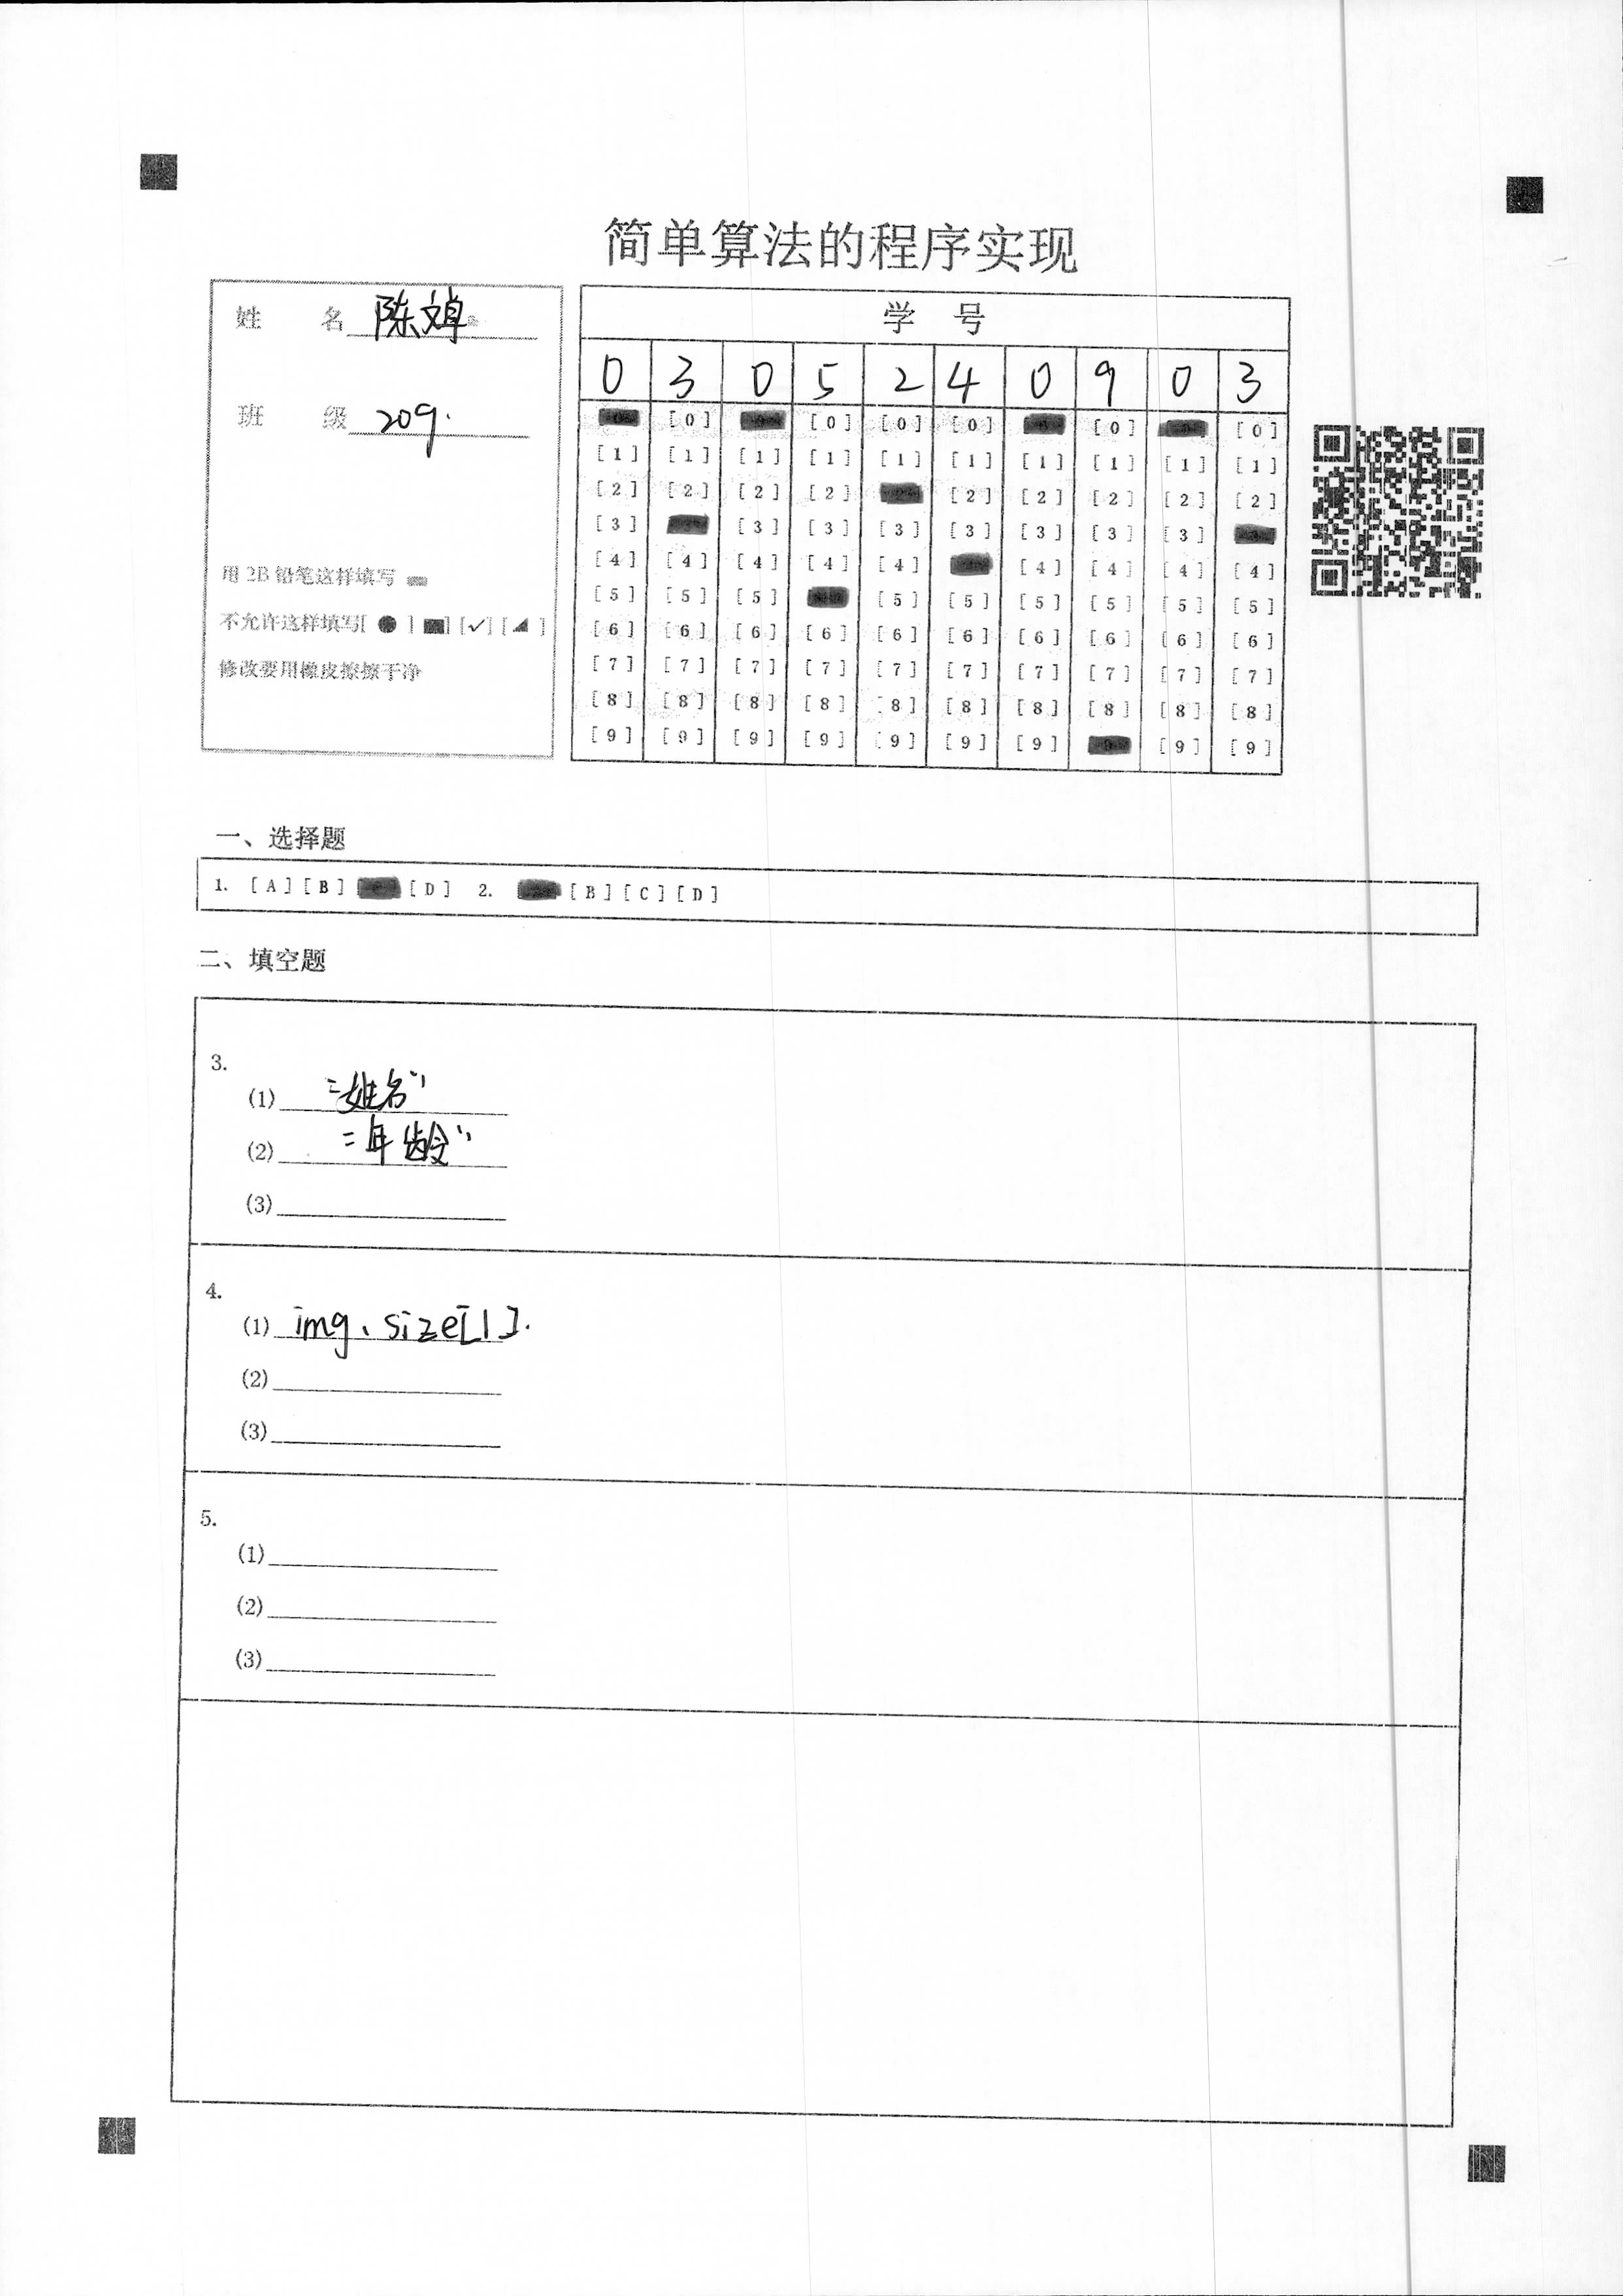 简单算法的程序实现
姓 名 陈婥
班 级 209.
用 2B 铅笔这样填写
不允许这样填写[ ● ] ■] [✓] [◢ ]
修改要用橡皮擦擦干净
学 号
0 3 0 5 2 4 0 9 0 3
[0] [0] [0] [0] [0]
[1] [1] [1] [1] [1] [1] [1] [1] [1] [1]
[2] [2] [2] [2] [2] [2] [2] [2] [2]
[3] [3] [3] [3] [3] [3] [3] [3]
[4] [4] [4] [4] [4] [4] [4] [4] [4]
[5] [5] [5] [5] [5] [5] [5] [5] [5]
[6] [6] [6] [6] [6] [6] [6] [6] [6] [6]
[7] [7] [7] [7] [7] [7] [7] [7] [7] [7]
[8] [8] [8] [8] [8] [8] [8] [8] [8] [8]
[9] [9] [9] [9] [9] [9] [9] [9] [9]
一、选择题
1. [A] [B] [D] 2. [B] [C] [D]
二、填空题
3.
(1) "姓名"
(2) "年龄"
(3)
4.
(1) img、size[1].
(2)
(3)
5.
(1)
(2)
(3)